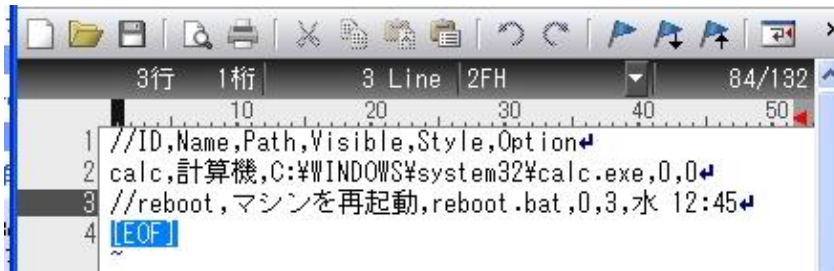 3行 1桁 3 Line 2FH 84/132
10 20 30 40 50
1 //ID,Name,Path,Visible,Style,Option↵
2 calc,計算機,C:¥WINDOWS¥system32¥calc.exe,0,0↵
3 //reboot,マシンを再起動,reboot.bat,0,3,水 12:45↵
4 [EOF]
~